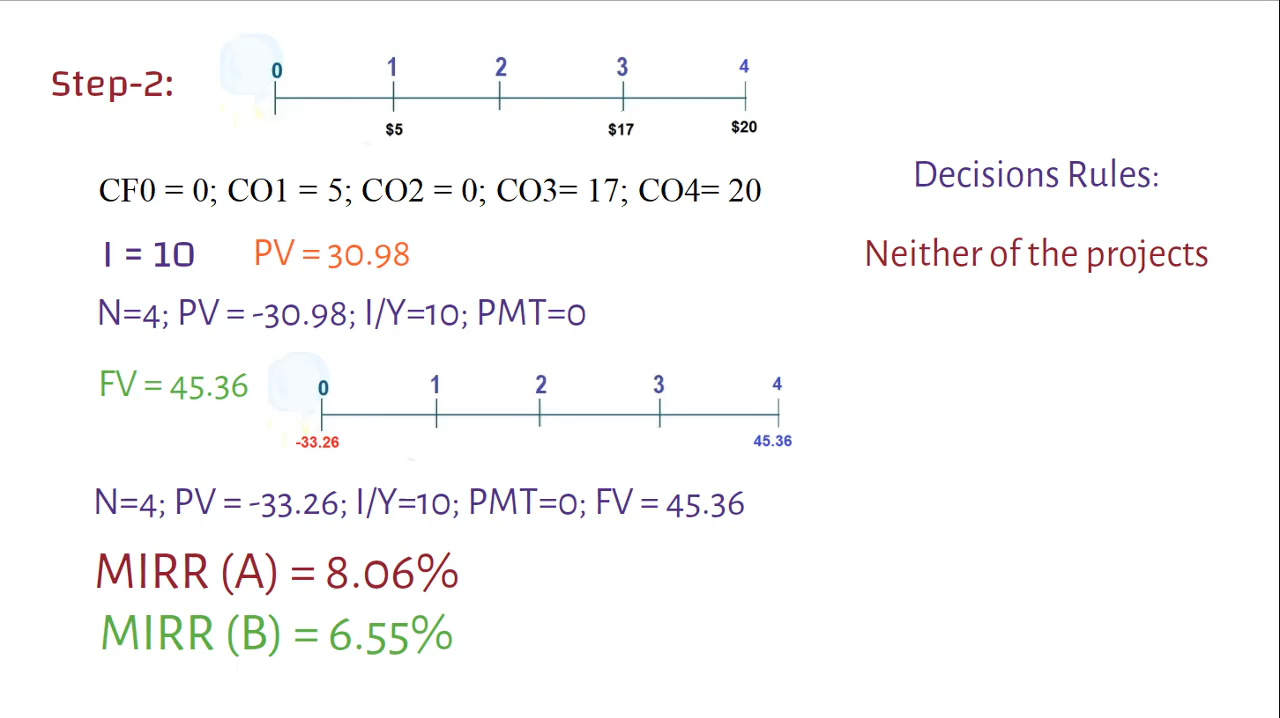 Step-2:
0 1 2 3 4
$5 $17 $20
CF0 = 0; CO1 = 5; CO2 = 0; CO3= 17; CO4= 20
Decisions Rules:
I = 10 PV = 30.98
Neither of the projects
N=4; PV = -30.98; I/Y=10; PMT=0
FV = 45.36
0 1 2 3 4
-33.26 45.36
N=4; PV = -33.26; I/Y=10; PMT=0; FV = 45.36
MIRR (A) = 8.06%
MIRR (B) = 6.55%